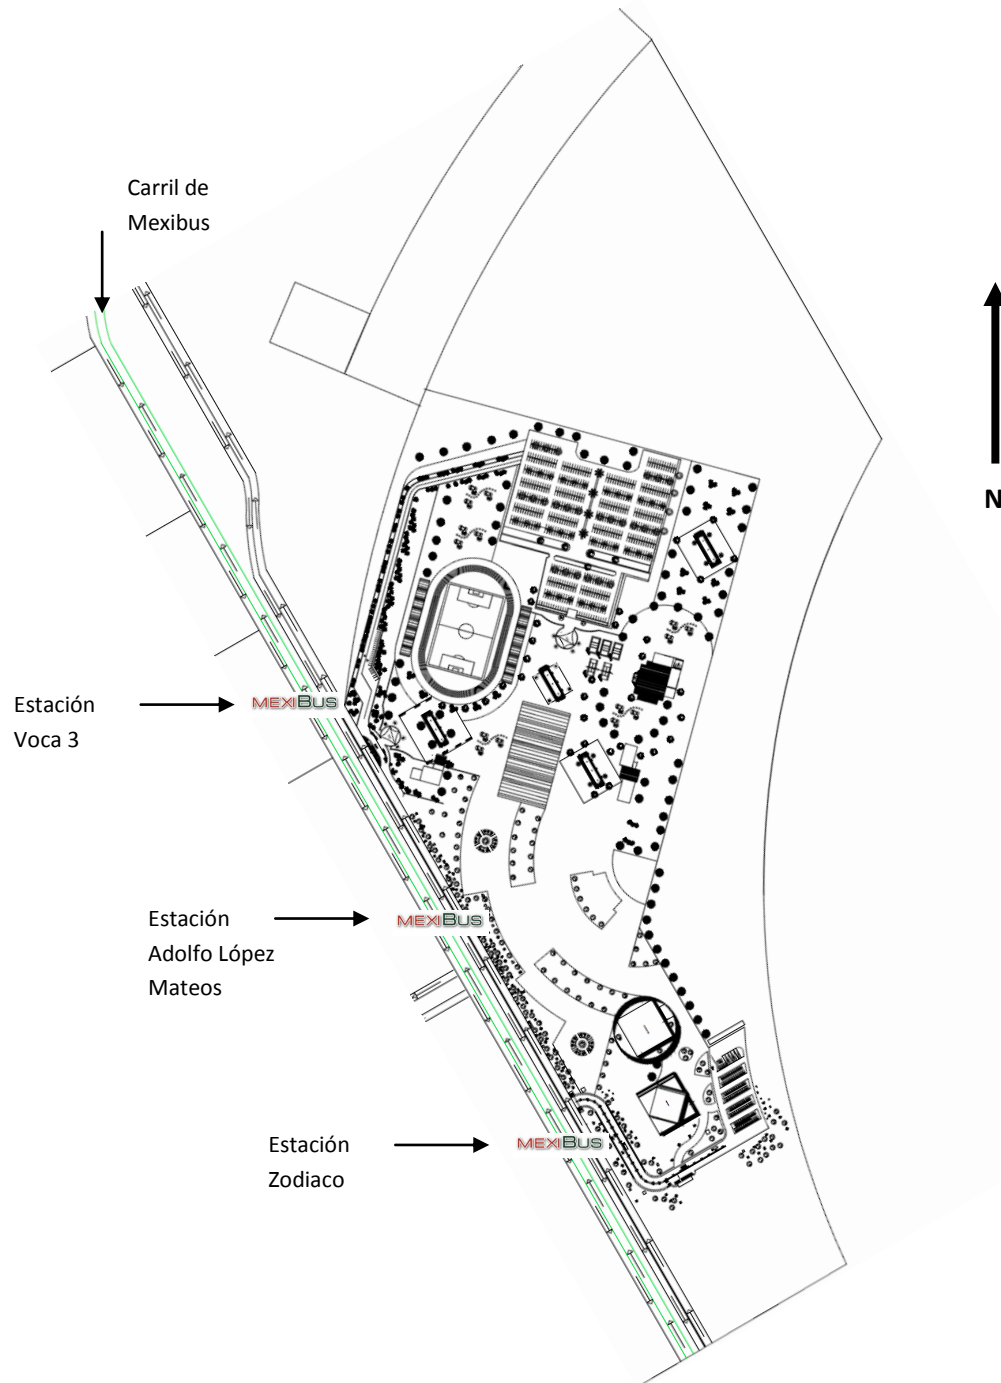 Carril de
Mexibus
N
Estación
Voca 3
MEXIBUS
Estación
Adolfo López
Mateos
MEXIBUS
Estación
Zodiaco
MEXIBUS